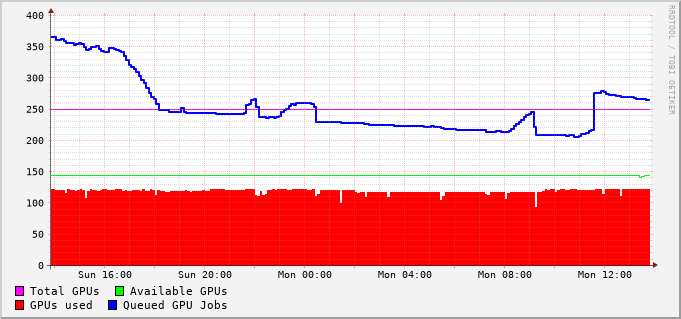 400
350
300
250
200
150
100
50
0
Sun 16:00 Sun 20:00 Mon 00:00 Mon 04:00 Mon 08:00 Mon 12:00
Total GPUs Available GPUs
GPUs used Queued GPU Jobs
RRDTOOL / TOBI OETIKER